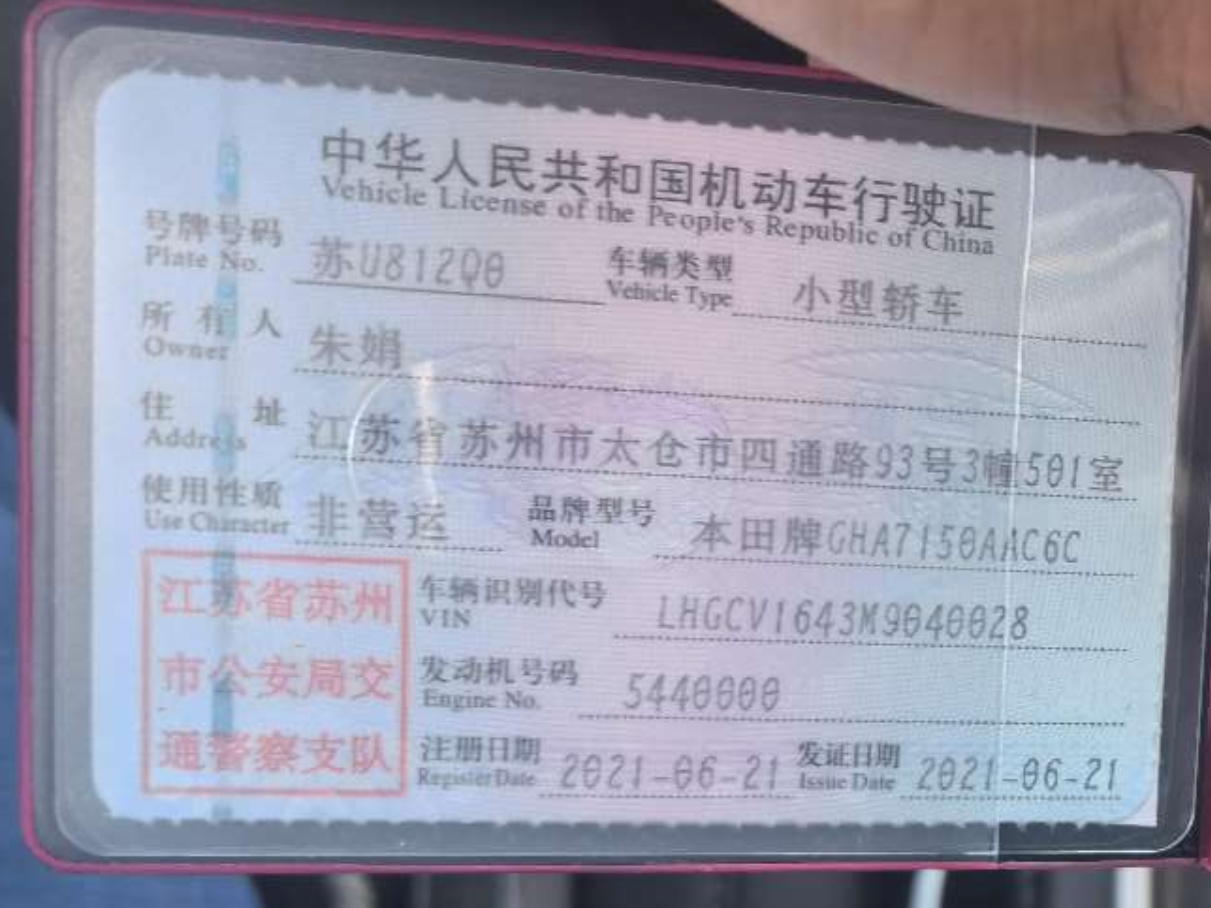 中华人民共和国机动车行驶证
Vehicle License of the People's Republic of China
号牌号码 苏U812Q0 车辆类型 小型轿车
Plate No. Vehicle Type
所有人 朱娟
Owner
住址 江苏省苏州市太仓市四通路93号3幢501室
Address
使用性质 非营运 品牌型号 本田牌GHA7150AAC6C
Use Character Model
江苏省苏州
市公安局交
通警察支队
车辆识别代号 LHGCV1643M9040028
VIN
发动机号码 5440000
Engine No.
注册日期 2021-06-21 发证日期 2021-06-21
Register Date Issue Date